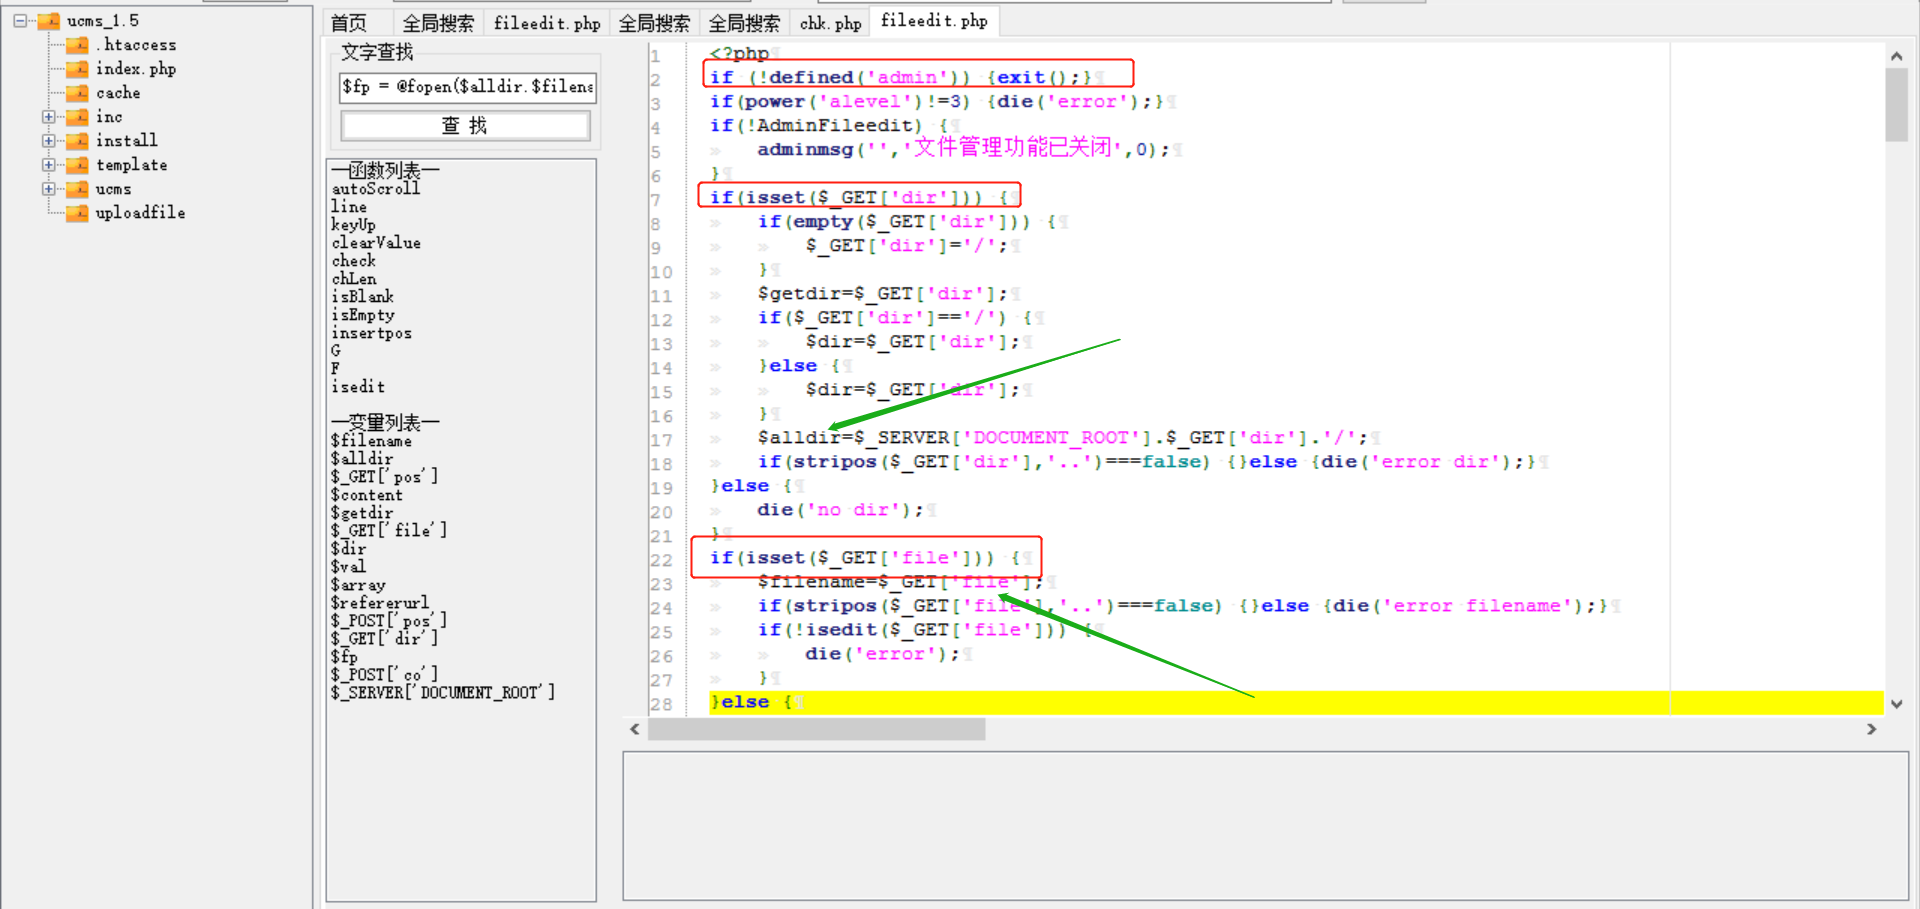 ucms_1.5
.htaccess
index.php
cache
inc
install
template
ucms
uploadfile
首页
全局搜索
fileedit.php
全局搜索
全局搜索
chk.php
fileedit.php
文字查找
$fp = @fopen($alldir.$filena
查 找
—函数列表—
autoScroll
line
keyUp
clearValue
check
chLen
isBlank
isEmpty
insertpos
G
F
isedit
—变量列表—
$filename
$alldir
$_GET['pos']
$content
$getdir
$_GET['file']
$dir
$val
$array
$refererurl
$_POST['pos']
$_GET['dir']
$fp
$_POST['co']
$_SERVER['DOCUMENT_ROOT']
1 <?php
2 if (!defined('admin')) {exit();}
3 if(power('alevel')!=3) {die('error');}
4 if(!AdminFileedit) {
5 adminmsg('','文件管理功能已关闭',0);
6 }
7 if(isset($_GET['dir'])) {
8 if(empty($_GET['dir'])) {
9 $_GET['dir']='/';
10 }
11 $getdir=$_GET['dir'];
12 if($_GET['dir']=='/') {
13 $dir=$_GET['dir'];
14 }else {
15 $dir=$_GET['dir'];
16 }
17 $alldir=$_SERVER['DOCUMENT_ROOT'].$_GET['dir'].'/';
18 if(stripos($_GET['dir'],'..')===false) {}else {die('error dir');}
19 }else {
20 die('no dir');
21 }
22 if(isset($_GET['file'])) {
23 $filename=$_GET['file'];
24 if(stripos($_GET['file'],'..')===false) {}else {die('error filename');}
25 if(!isedit($_GET['file'])) {
26 die('error');
27 }
28 }else {